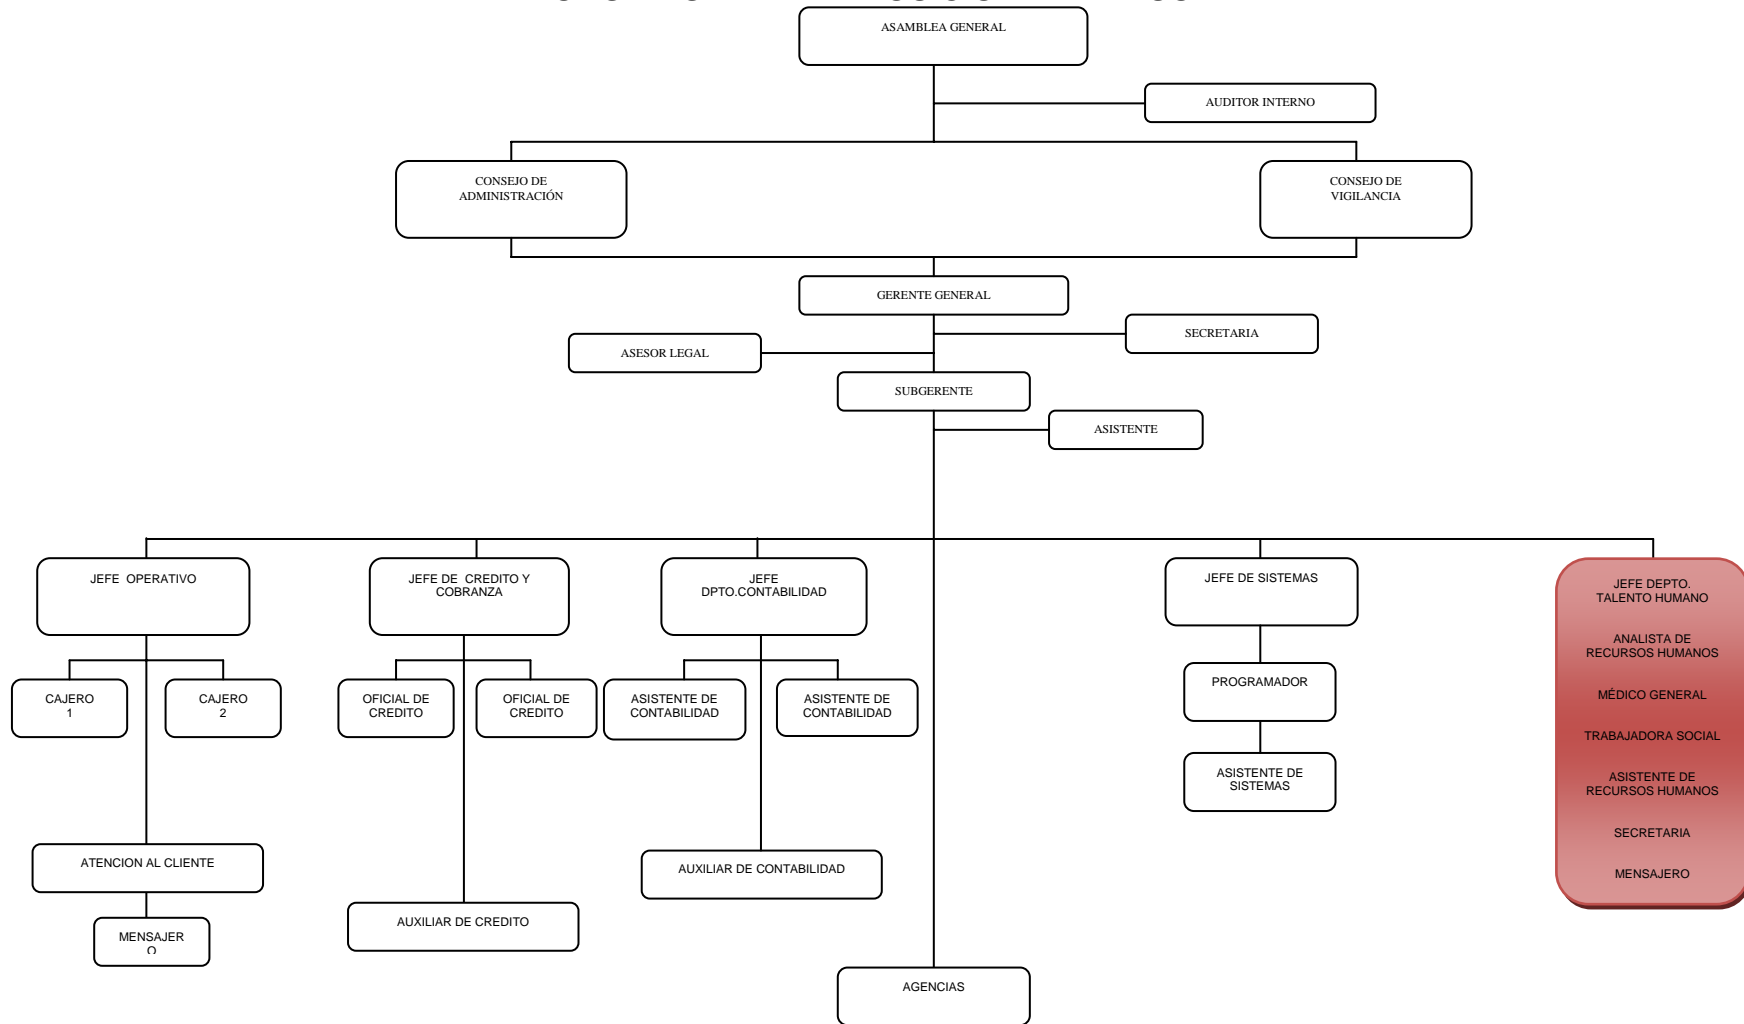 ASAMBLEA GENERAL
AUDITOR INTERNO
CONSEJO DE
ADMINISTRACIÓN
CONSEJO DE
VIGILANCIA
GERENTE GENERAL
SECRETARIA
ASESOR LEGAL
SUBGERENTE
ASISTENTE
JEFE OPERATIVO
JEFE DE CREDITO Y
COBRANZA
JEFE
DPTO.CONTABILIDAD
JEFE DE SISTEMAS
JEFE DEPTO.
TALENTO HUMANO
ANALISTA DE
RECURSOS HUMANOS
MÉDICO GENERAL
TRABAJADORA SOCIAL
ASISTENTE DE
RECURSOS HUMANOS
SECRETARIA
MENSAJERO
CAJERO
1
CAJERO
2
OFICIAL DE
CREDITO
OFICIAL DE
CREDITO
ASISTENTE DE
CONTABILIDAD
ASISTENTE DE
CONTABILIDAD
PROGRAMADOR
ASISTENTE DE
SISTEMAS
ATENCION AL CLIENTE
AUXILIAR DE CONTABILIDAD
AUXILIAR DE CREDITO
MENSAJER
O
AGENCIAS